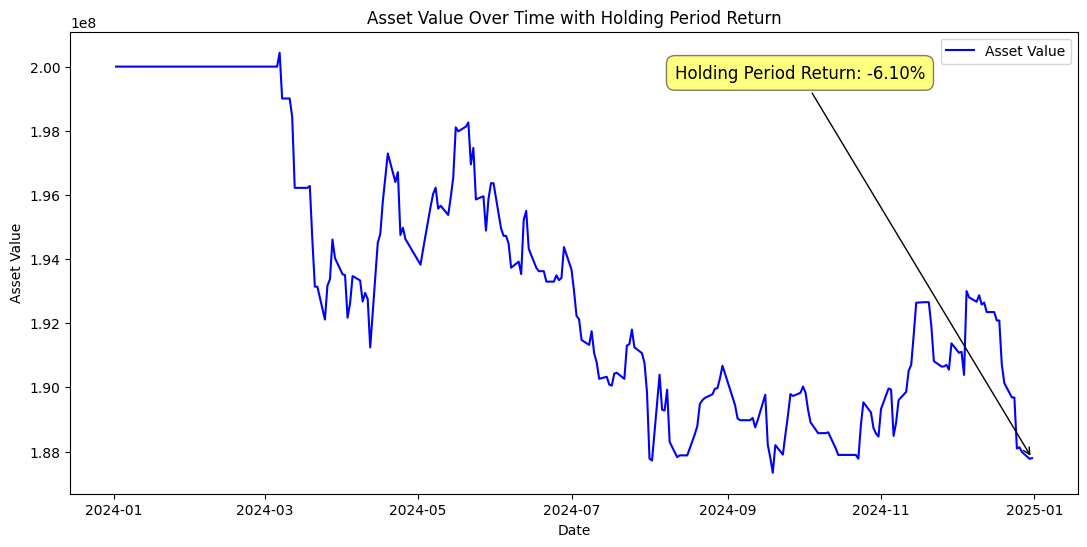 Asset Value Over Time with Holding Period Return
1e8
Asset Value
Holding Period Return: -6.10%
2.00
1.98
1.96
1.94
1.92
1.90
1.88
Asset Value
2024-01 2024-03 2024-05 2024-07 2024-09 2024-11 2025-01
Date